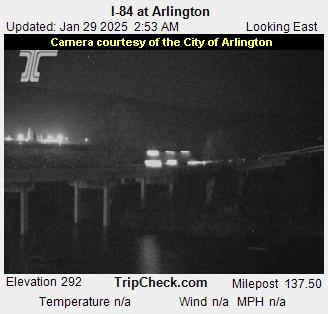 I-84 at Arlington
Updated: Jan 29 2025 2:53 AM Looking East
Camera courtesy of the City of Arlington
Elevation 292 TripCheck.com Milepost 137.50
Temperature n/a Wind n/a MPH n/a